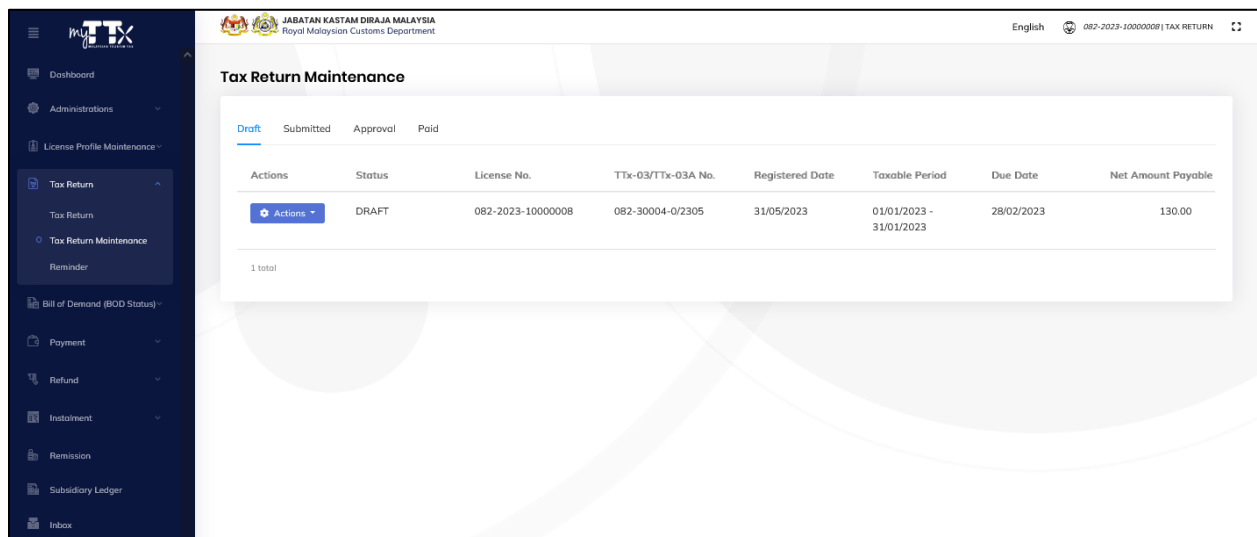 myTTx
MALAYSIAN TOURISM TAX
JABATAN KASTAM DIRAJA MALAYSIA
Royal Malaysian Customs Department
English
082-2023-10000008 | TAX RETURN
Dashboard
Administrations
License Profile Maintenance
Tax Return
Tax Return
Tax Return Maintenance
Reminder
Bill of Demand (BOD Status)
Payment
Refund
Instalment
Remission
Subsidiary Ledger
Inbox
Tax Return Maintenance
Draft Submitted Approval Paid
Actions Status License No. TTx-03/TTx-03A No. Registered Date Taxable Period Due Date Net Amount Payable
Actions DRAFT 082-2023-10000008 082-30004-0/2305 31/05/2023 01/01/2023 - 28/02/2023 130.00
31/01/2023
1 total